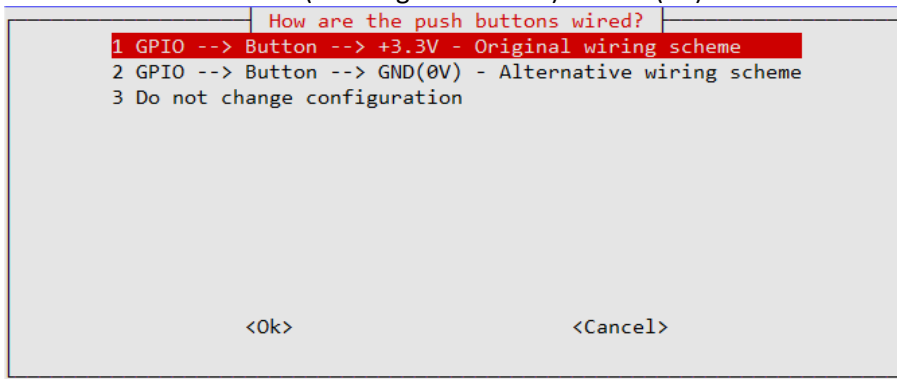 How are the push buttons wired?
1 GPIO --> Button --> +3.3V - Original wiring scheme
2 GPIO --> Button --> GND(0V) - Alternative wiring scheme
3 Do not change configuration
<Ok> <Cancel>